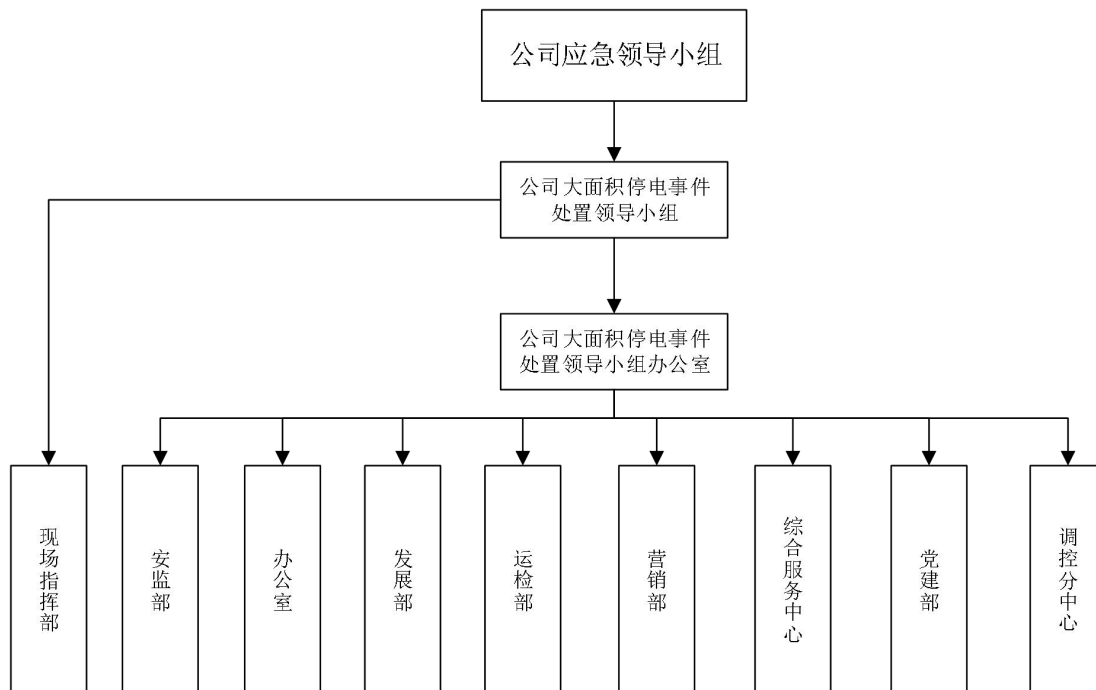 公司应急领导小组
公司大面积停电事件
处置领导小组
公司大面积停电事件
处置领导小组办公室
现场指挥部
安监部
办公室
发展部
运检部
营销部
综合服务中心
党建部
调控分中心